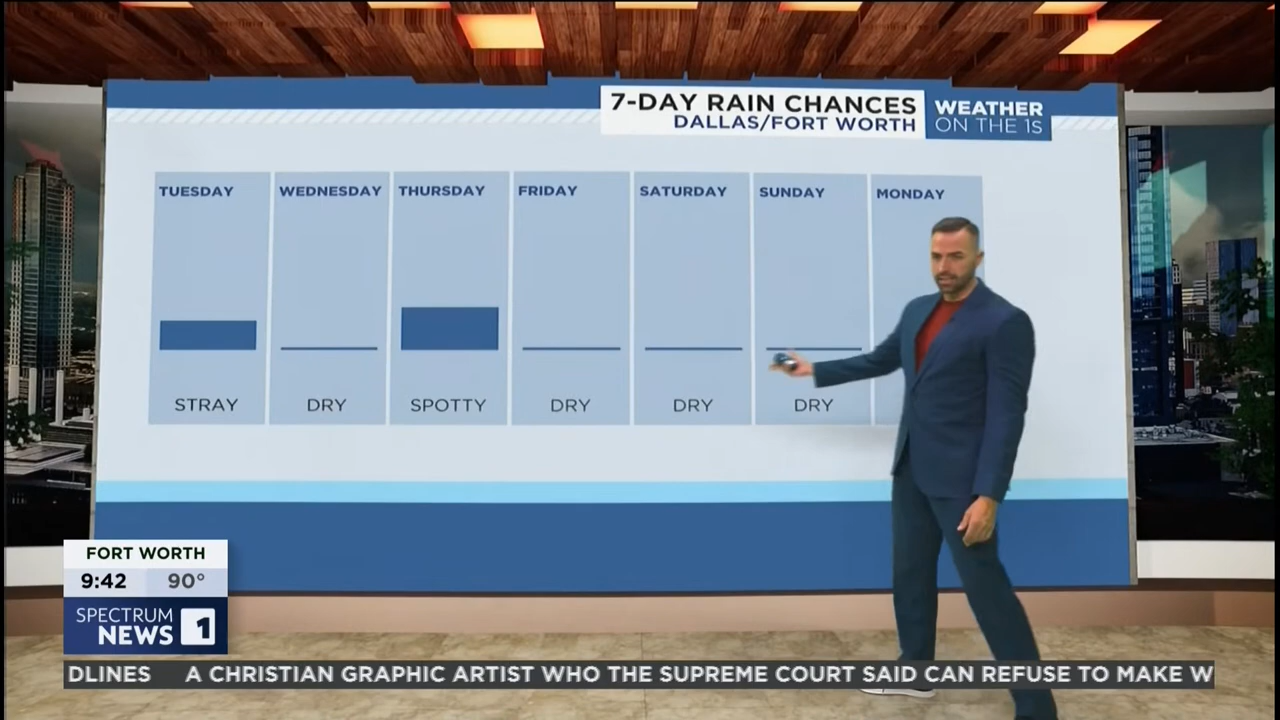 7-DAY RAIN CHANCES
DALLAS/FORT WORTH
WEATHER
ON THE 1S
TUESDAY
WEDNESDAY
THURSDAY
FRIDAY
SATURDAY
SUNDAY
MONDAY
STRAY
DRY
SPOTTY
DRY
DRY
DRY
FORT WORTH
9:42 90°
SPECTRUM
NEWS 1
DLINES A CHRISTIAN GRAPHIC ARTIST WHO THE SUPREME COURT SAID CAN REFUSE TO MAKE W